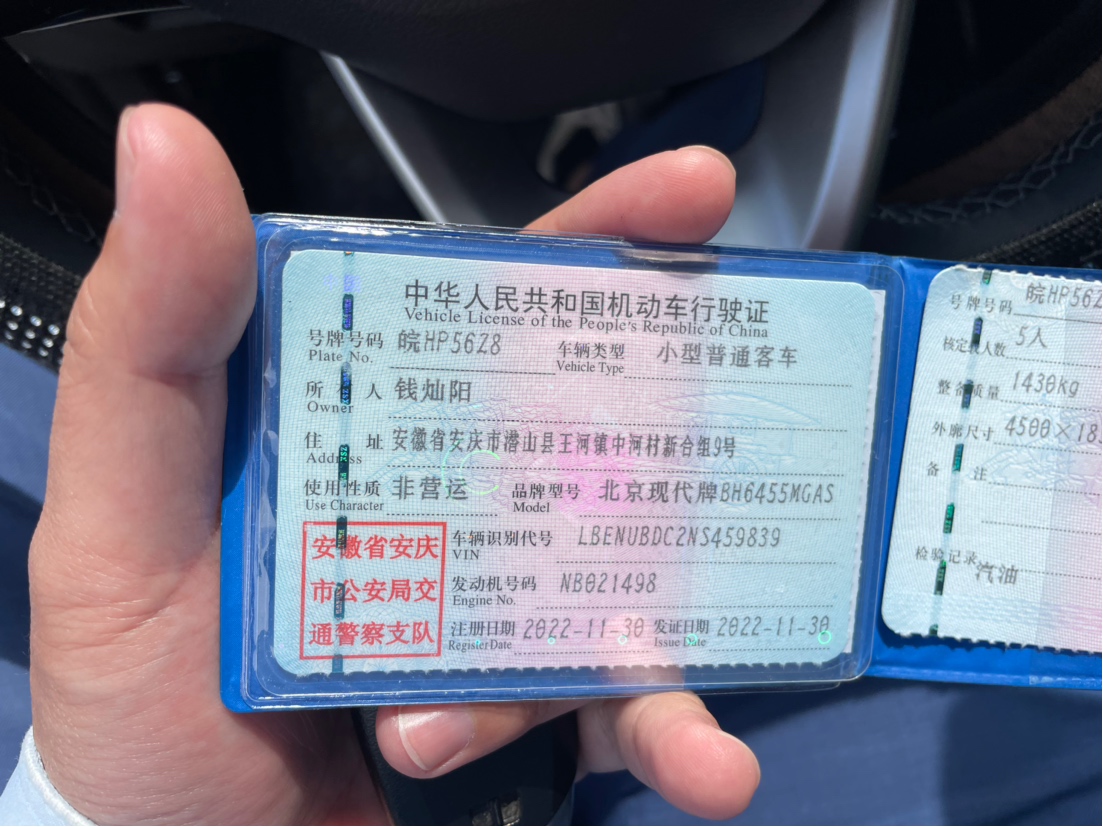 中华人民共和国机动车行驶证
Vehicle License of the People's Republic of China
号牌号码 皖HP56Z8 车辆类型 小型普通客车
Plate No. Vehicle Type
所有人 钱灿阳
Owner
住址 安徽省安庆市潜山县王河镇中河村新合组9号
Address
使用性质 非营运 品牌型号 北京现代牌BH6455MGAS
Use Character Model
安徽省安庆
市公安局交
通警察支队
车辆识别代号 LBENUBDC2NS459839
VIN
发动机号码 NB021498
Engine No.
注册日期 2022-11-30 发证日期 2022-11-30
Register Date Issue Date
号牌号码 皖HP56Z
核定载人数 5人
整备质量 1430Kg
外廓尺寸 4500×18
备注
检验记录 汽油